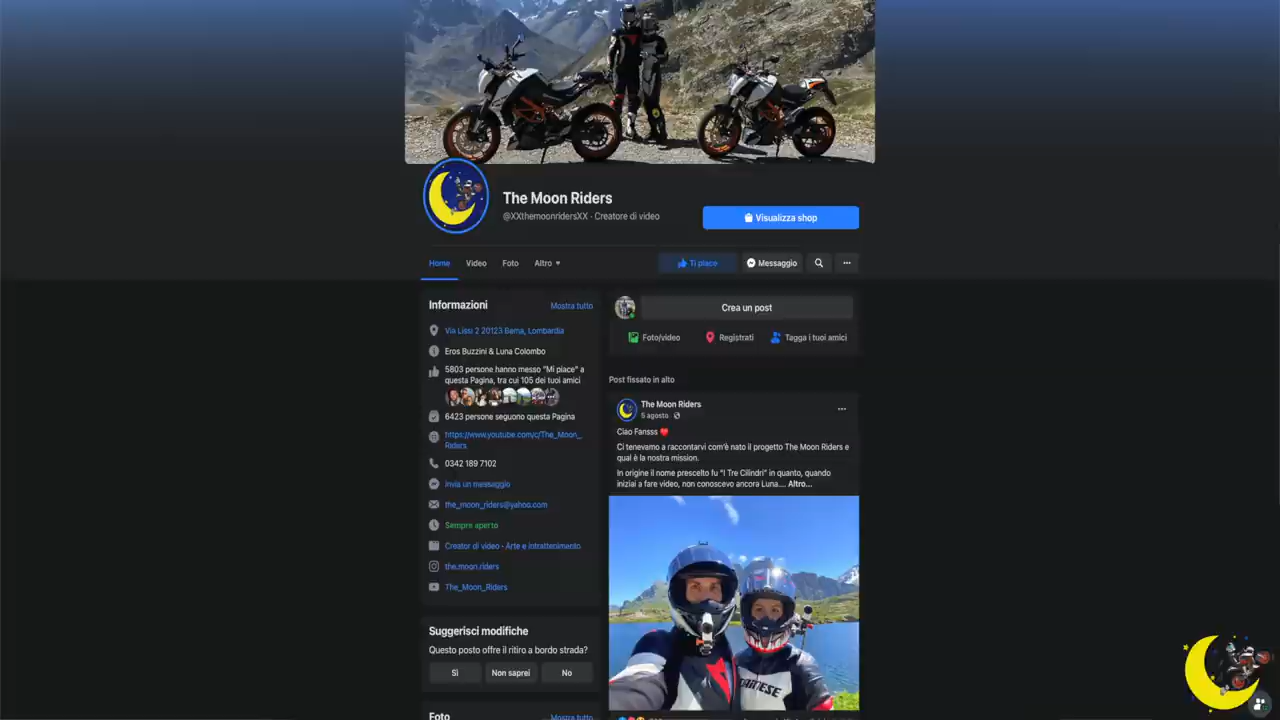 The Moon Riders
@XXthemoonridersXX · Creatore di video
Visualizza shop
Home
Video
Foto
Altro
Ti piace
Messaggio
Informazioni
Mostra tutto
Via Lissi 2 20123 Barna, Lombardia
Eros Buzzini & Luna Colombo
5803 persone hanno messo "Mi piace" a
questa Pagina, tra cui 105 dei tuoi amici
6423 persone seguono questa Pagina
https://www.youtube.com/c/The_Moon_
Riders
0342 189 7102
Invia un messaggio
the_moon_riders@yahoo.com
Sempre aperto
Creator di video · Arte e intrattenimento
the.moon.riders
The_Moon_Riders
Suggerisci modifiche
Questo posto offre il ritiro a bordo strada?
Sì
Non saprei
No
Foto
Mostra tutto
Crea un post
Foto/video
Registrati
Tagga i tuoi amici
Post fissato in alto
The Moon Riders
5 agosto
Ciao Fansss
Ci tenevamo a raccontarvi com'è nato il progetto The Moon Riders e
qual è la nostra mission.
In origine il nome prescelto fu "I Tre Cilindri" in quanto, quando
iniziai a fare video, non conoscevo ancora Luna.... Altro...
DAINESE